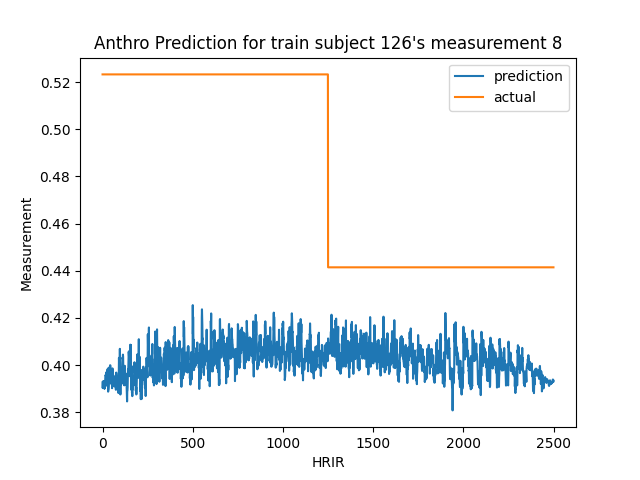 Anthro Prediction for train subject 126's measurement 8
prediction
actual
0.52
0.50
0.48
0.46
0.44
0.42
0.40
0.38
Measurement
0
500
1000
1500
2000
2500
HRIR